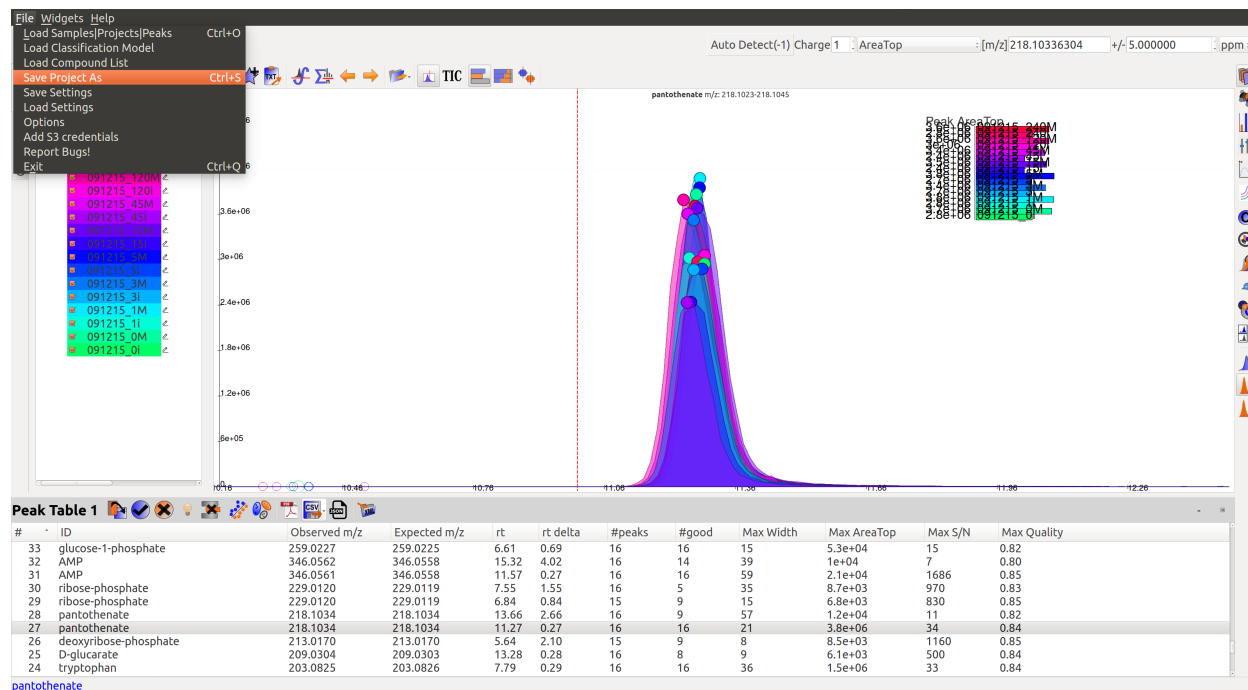 File Widgets Help
Load Samples|Projects|Peaks Ctrl+O
Load Classification Model
Load Compound List
Save Project As Ctrl+S
Save Settings
Load Settings
Options
Add S3 credentials
Report Bugs!
Exit Ctrl+Q
Auto Detect(-1) Charge 1 AreaTop [m/z] 218.10336304 +/- 5.000000 ppm
TIC
pantothenate m/z: 218.1023-218.1045
Peak AreaTop
2.8e+06 091215_0i
091215_120M
091215_120i
091215_45M
091215_45i
091215_15M
091215_15i
091215_5M
091215_5i
091215_3M
091215_3i
091215_1M
091215_1i
091215_0M
091215_0i
3.6e+06
3e+06
2.4e+06
1.8e+06
1.2e+06
6e+05
0
10.16 10.46 10.76 11.06 11.36 11.66 11.96 12.26
Peak Table 1 PDF CSV JSON
# ID Observed m/z Expected m/z rt rt delta #peaks #good Max Width Max AreaTop Max S/N Max Quality
33 glucose-1-phosphate 259.0227 259.0225 6.61 0.69 16 16 15 5.3e+04 15 0.82
32 AMP 346.0562 346.0558 15.32 4.02 16 14 39 1e+04 7 0.80
31 AMP 346.0561 346.0558 11.57 0.27 16 16 59 2.1e+04 1686 0.85
30 ribose-phosphate 229.0120 229.0119 7.55 1.55 16 5 35 8.7e+03 970 0.83
29 ribose-phosphate 229.0120 229.0119 6.84 0.84 15 9 15 6.8e+03 830 0.85
28 pantothenate 218.1034 218.1034 13.66 2.66 16 9 57 1.2e+04 11 0.82
27 pantothenate 218.1034 218.1034 11.27 0.27 16 16 21 3.8e+06 34 0.84
26 deoxyribose-phosphate 213.0170 213.0170 5.64 2.10 15 9 8 8.5e+03 1160 0.85
25 D-glucarate 209.0304 209.0303 13.28 0.28 16 8 9 6.1e+03 500 0.84
24 tryptophan 203.0825 203.0826 7.79 0.29 16 16 36 1.5e+06 33 0.84
pantothenate